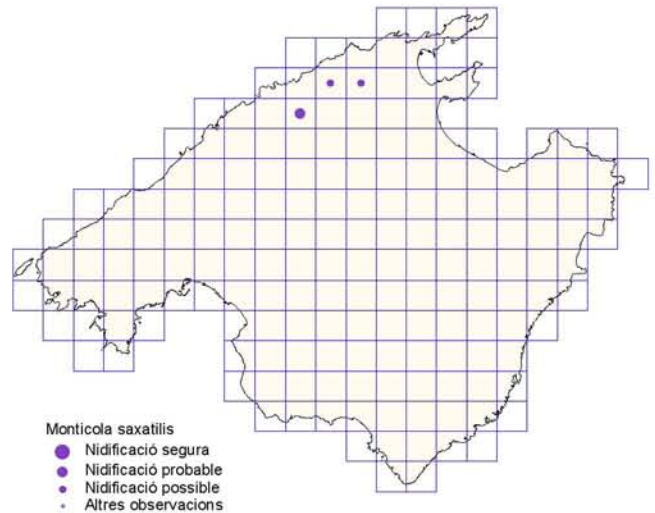 Monticola saxatilis
Nidificació segura
Nidificació probable
Nidificació possible
Altres observacions